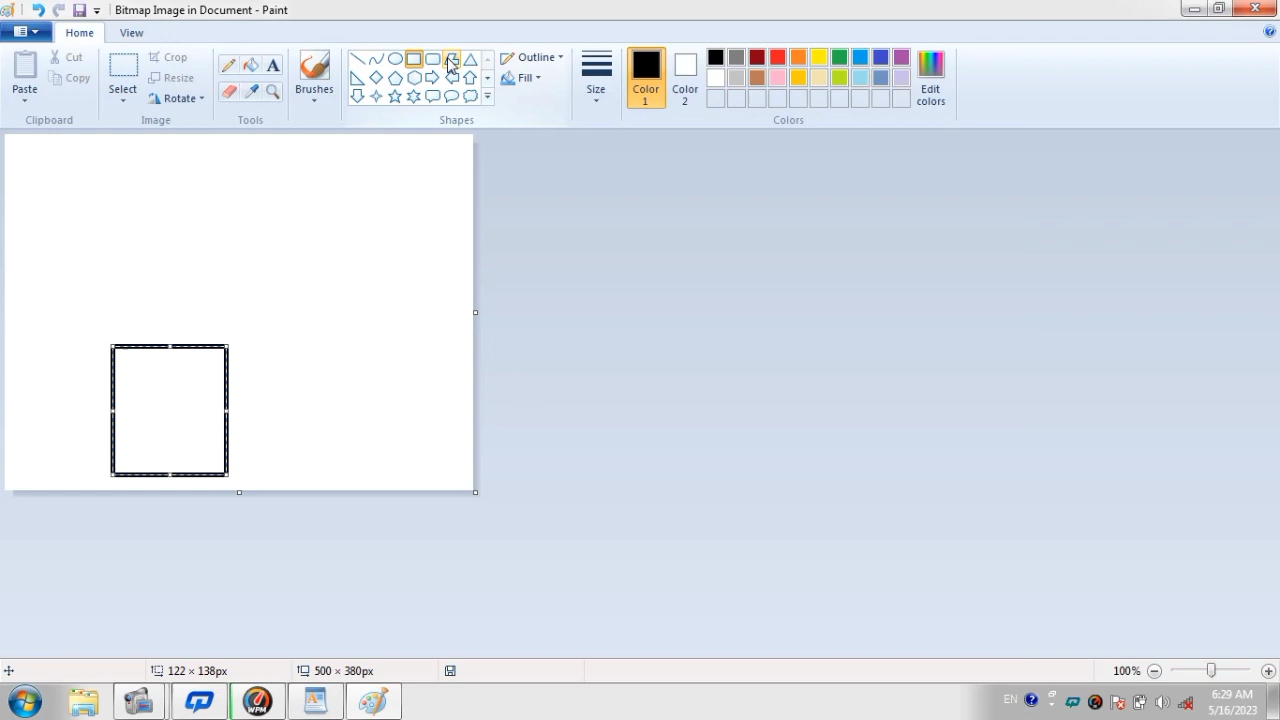 Bitmap Image in Document - Paint
Home
View
Paste
Cut
Copy
Clipboard
Select
Crop
Resize
Rotate
Image
A
Tools
Brushes
Outline
Fill
Shapes
Size
Color 1
Color 2
Edit colors
Colors
122 × 138px
500 × 380px
100%
WPM
EN
6:29 AM
5/16/2023